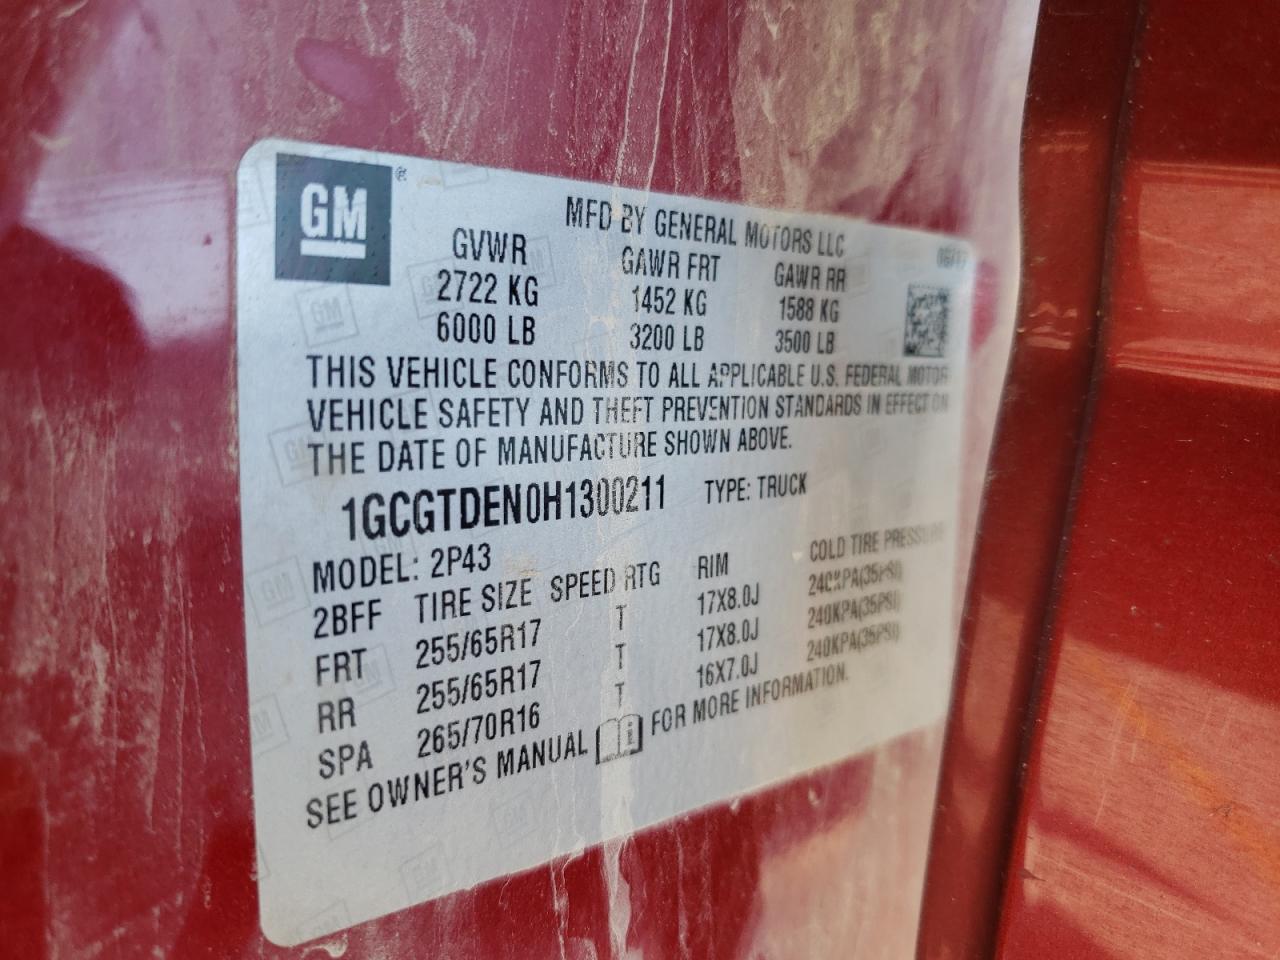 GM
MFD BY GENERAL MOTORS LLC
GVWR GAWR FRT GAWR RR
2722 KG 1452 KG 1588 KG
6000 LB 3200 LB 3500 LB
THIS VEHICLE CONFORMS TO ALL APPLICABLE U.S. FEDERAL MOTOR
VEHICLE SAFETY AND THEFT PREVENTION STANDARDS IN EFFECT ON
THE DATE OF MANUFACTURE SHOWN ABOVE.
1GCGTDEN0H1300211 TYPE: TRUCK
MODEL: 2P43
2BFF TIRE SIZE SPEED RTG RIM COLD TIRE PRESSURE
FRT 255/65R17 T 17X8.0J 240KPA(35PSI)
RR 255/65R17 T 17X8.0J 240KPA(35PSI)
SPA 265/70R16 T 16X7.0J 240KPA(35PSI)
SEE OWNER'S MANUAL FOR MORE INFORMATION.